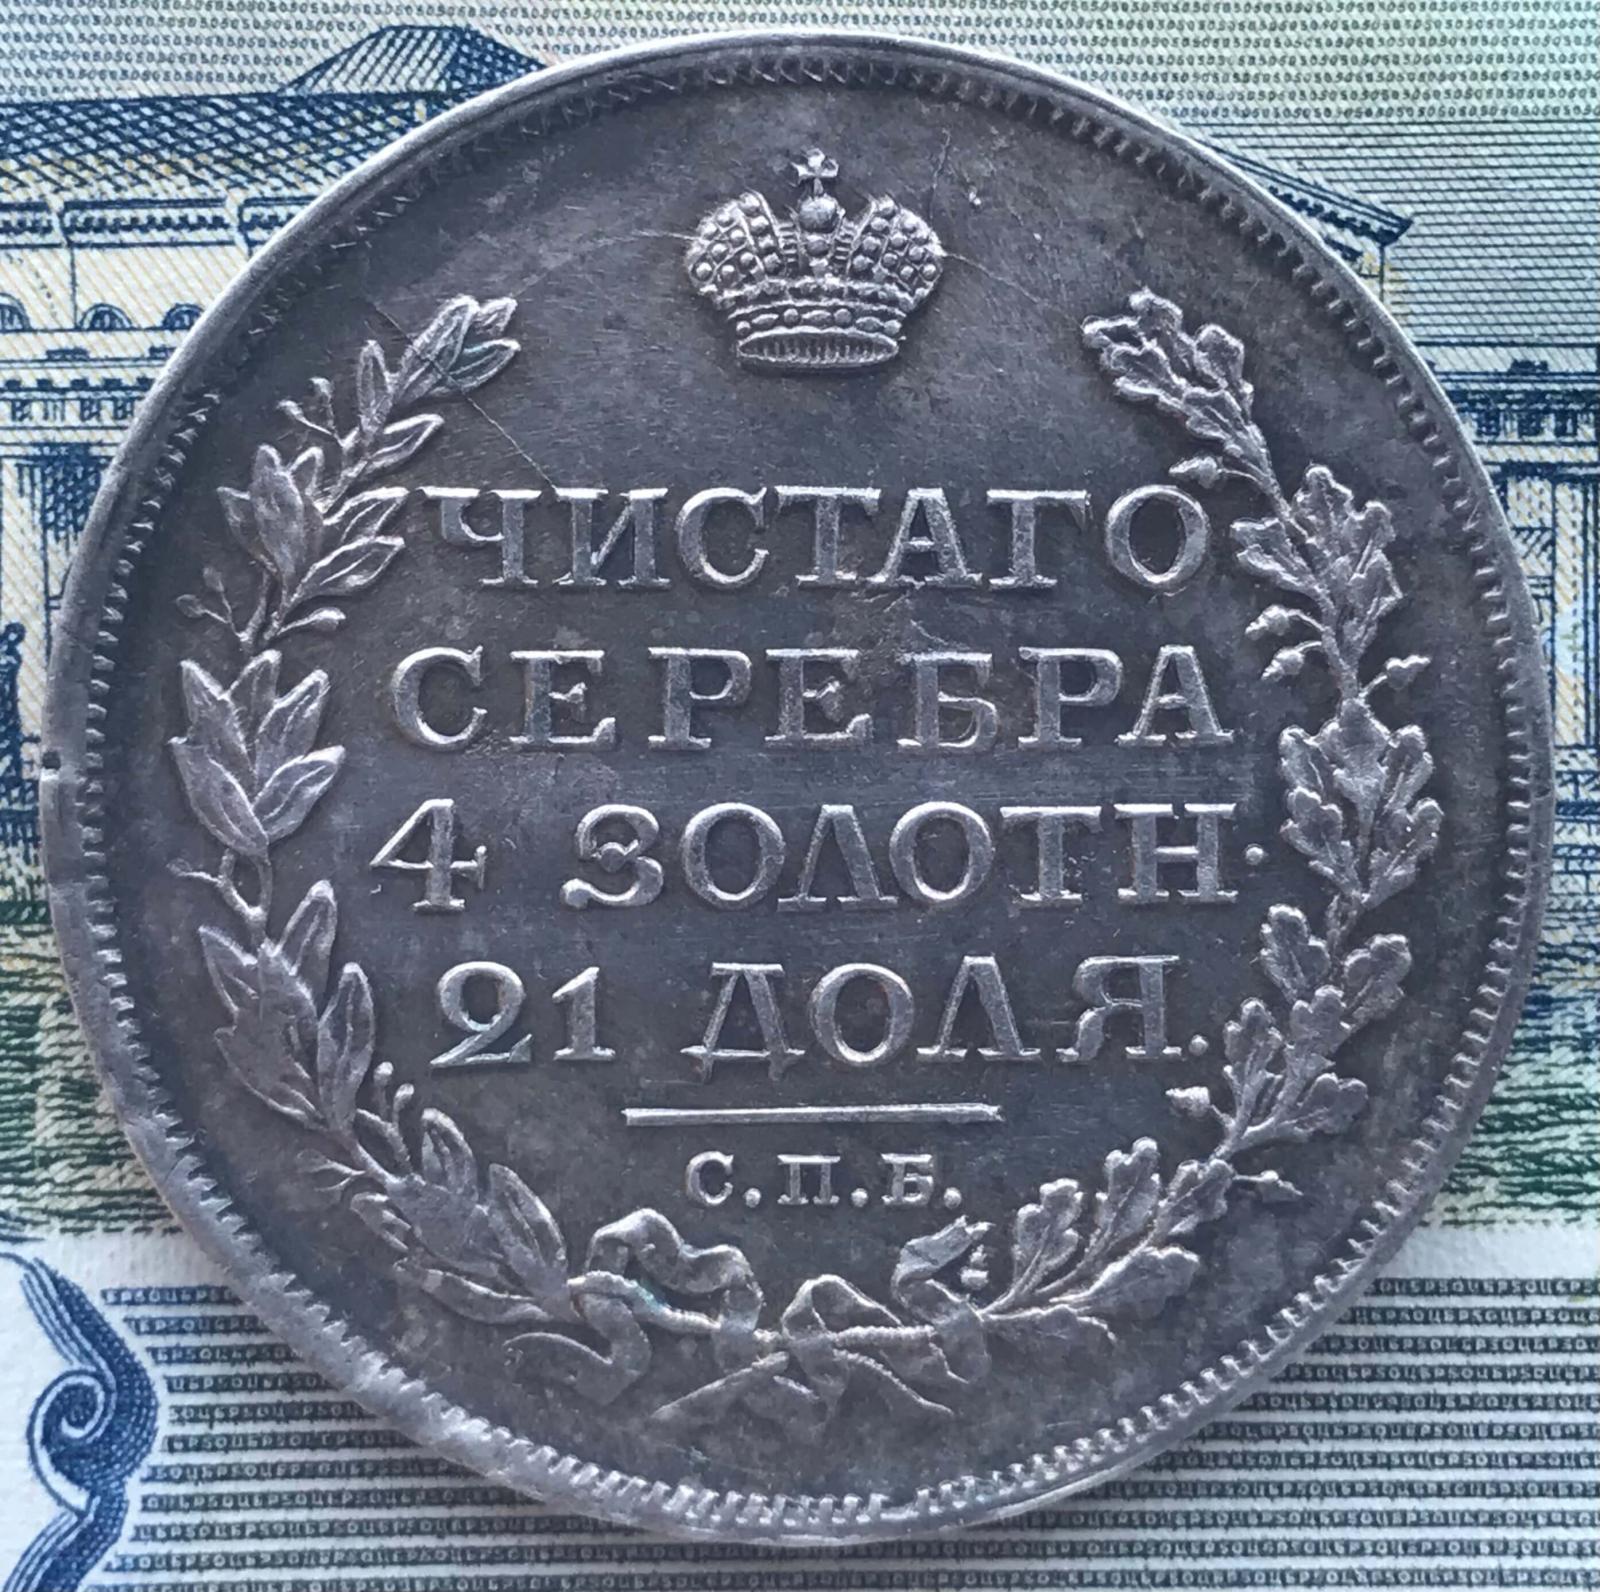 ЧИСТАГО
СЕРЕБРА
4 ЗОЛОТН.
21 ДОЛЯ.
С.П.Б.